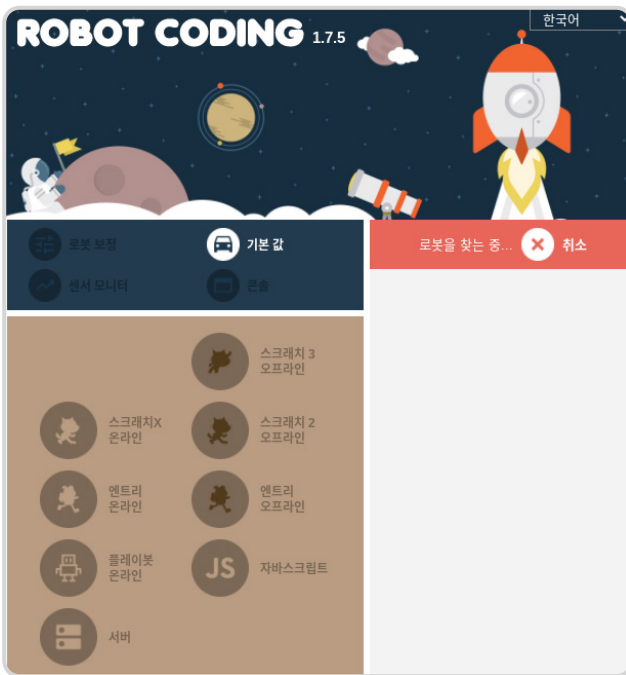 ROBOT CODING 1.7.5
한국어
로봇 보정
기본 값
로봇을 찾는 중... 취소
센서 모니터
콘솔
스크래치 3
오프라인
스크래치X
온라인
스크래치 2
오프라인
엔트리
온라인
엔트리
오프라인
플레이봇
온라인
JS 자바스크립트
서버